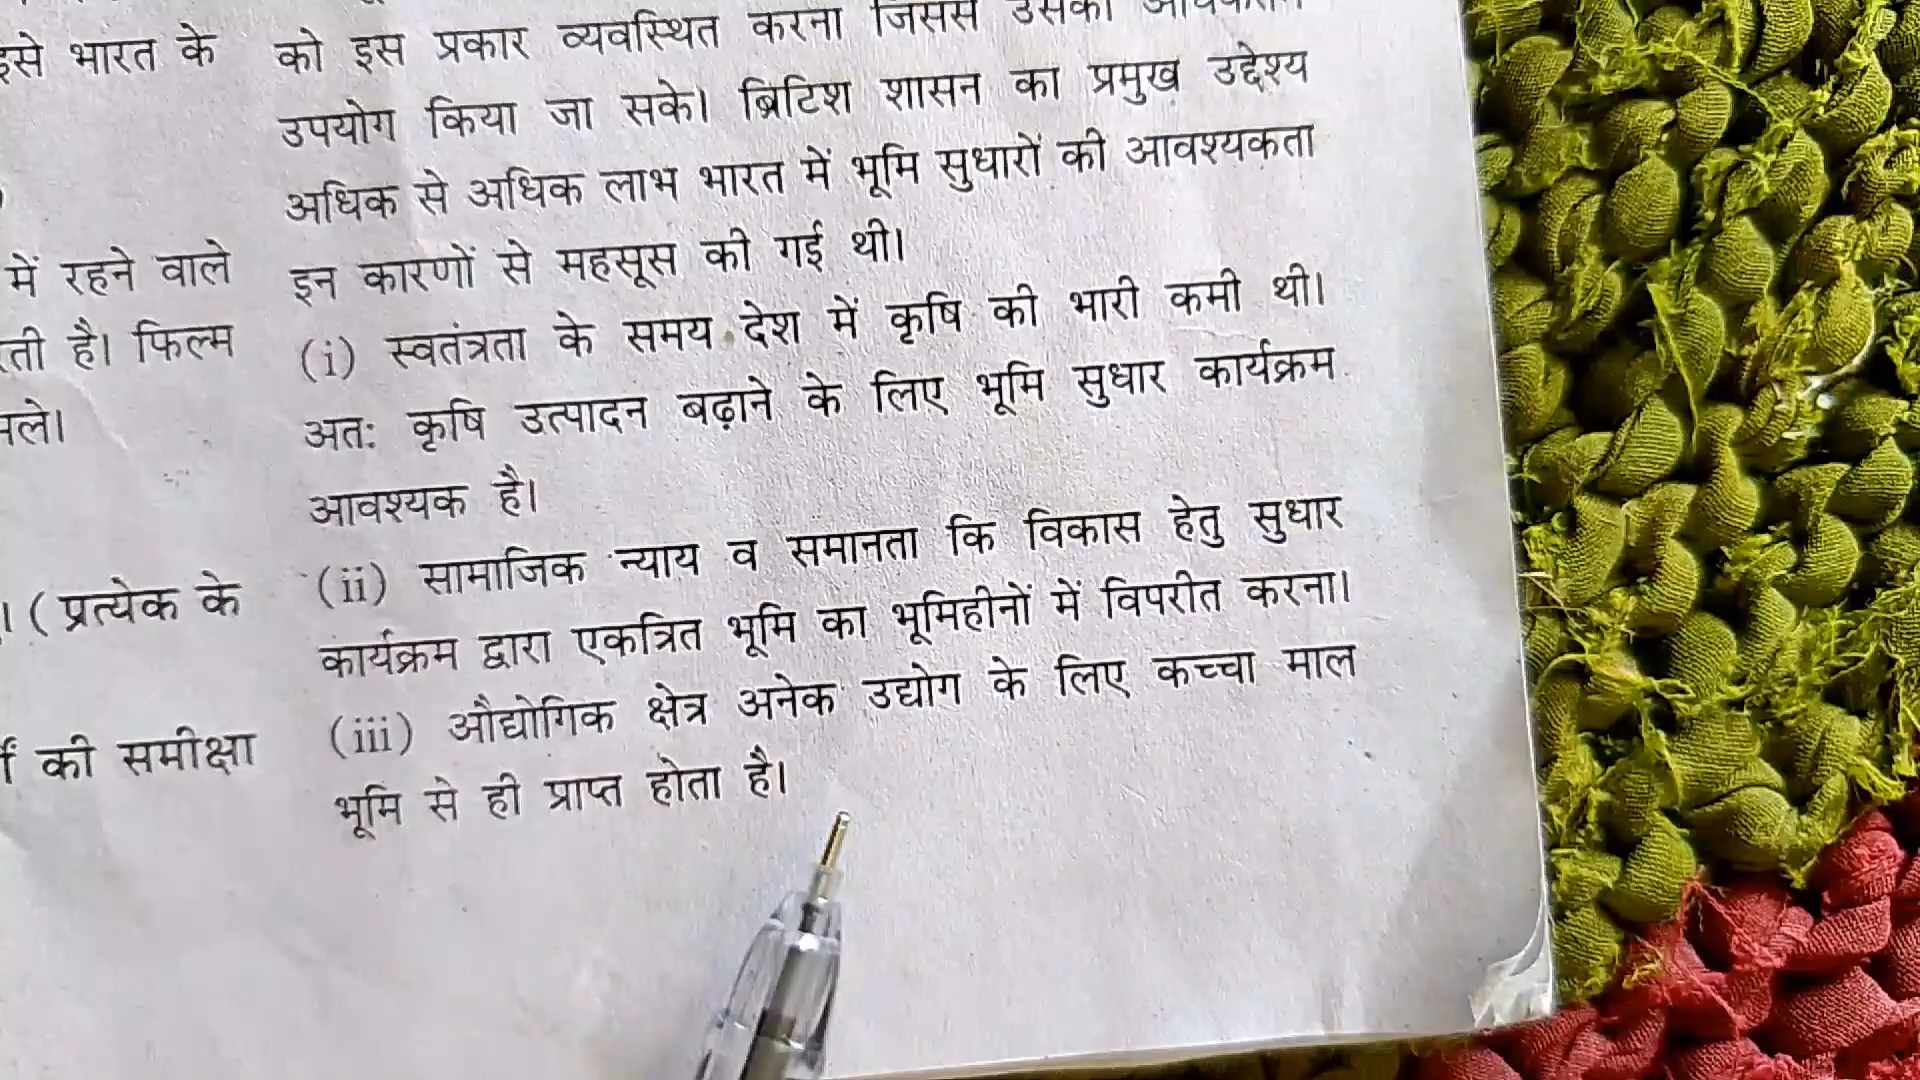 इसे भारत के
में रहने वाले
है। फिल्म
(प्रत्येक के
की समीक्षा
को इस प्रकार व्यवस्थित करना जिससे उसका
उपयोग किया जा सके। ब्रिटिश शासन का प्रमुख उद्देश्य
अधिक से अधिक लाभ भारत में भूमि सुधारों की आवश्यकता
इन कारणों से महसूस की गई थी।
(i) स्वतंत्रता के समय देश में कृषि की भारी कमी थी।
अतः कृषि उत्पादन बढ़ाने के लिए भूमि सुधार कार्यक्रम
आवश्यक है।
(ii) सामाजिक न्याय व समानता कि विकास हेतु सुधार
कार्यक्रम द्वारा एकत्रित भूमि का भूमिहीनों में विपरीत करना।
(iii) औद्योगिक क्षेत्र अनेक उद्योग के लिए कच्चा माल
भूमि से ही प्राप्त होता है।